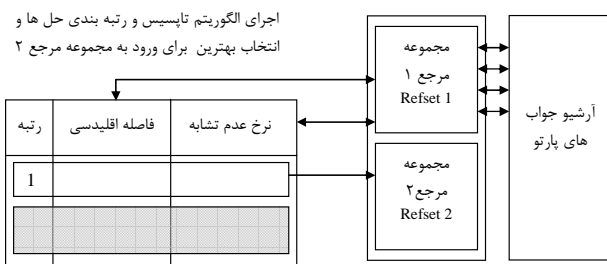 اجرای الگوریتم تاپسیس و رتبه بندی حل ها و
انتخاب بهترین برای ورود به مجموعه مرجع ۲
مجموعه
مرجع ۱
Refset 1
آرشیو جواب
های پارتو
رتبه
فاصله اقلیدسی
نرخ عدم تشابه
1
مجموعه
مرجع۲
Refset 2